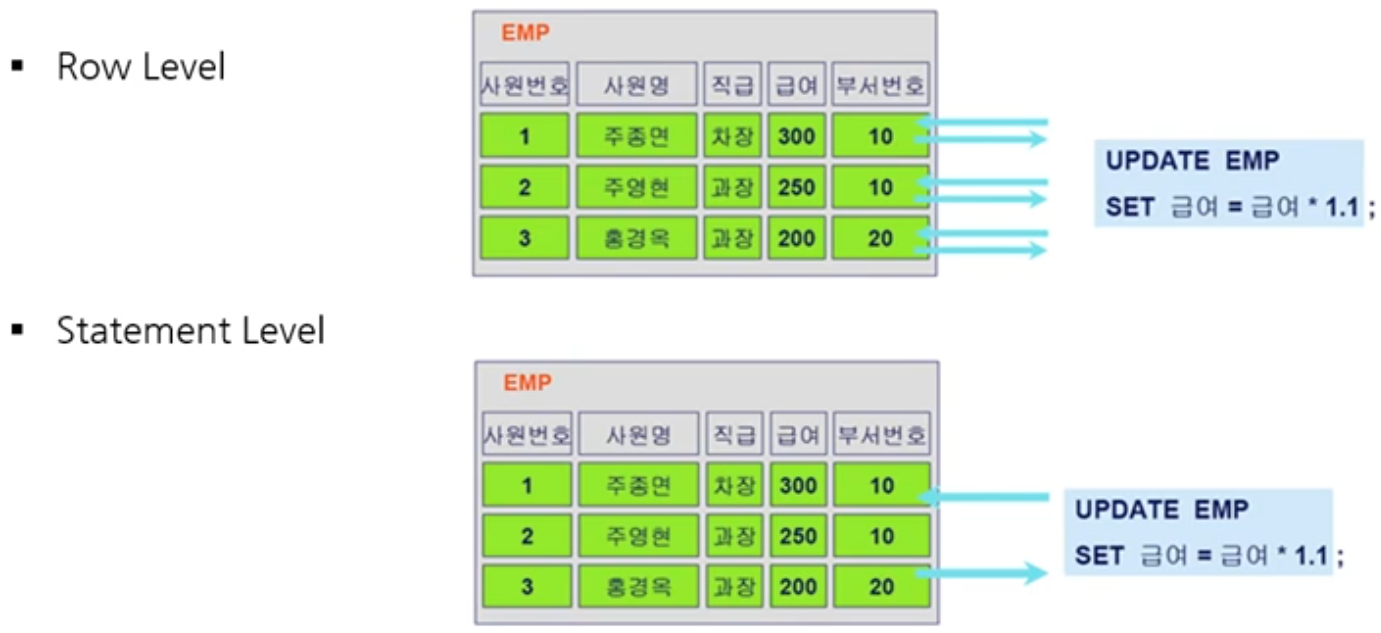 ▪ Row Level
EMP
사원번호 사원명 직급 급여 부서번호
1 주종면 차장 300 10
2 주영현 과장 250 10
3 홍경옥 과장 200 20
UPDATE EMP
SET 급여 = 급여 * 1.1 ;
▪ Statement Level
EMP
사원번호 사원명 직급 급여 부서번호
1 주종면 차장 300 10
2 주영현 과장 250 10
3 홍경옥 과장 200 20
UPDATE EMP
SET 급여 = 급여 * 1.1 ;